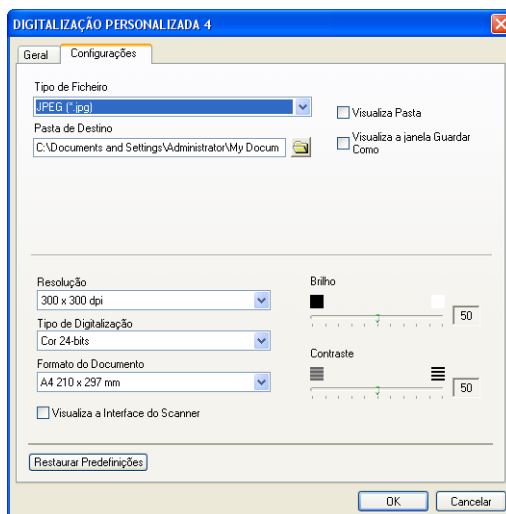 DIGITALIZAÇÃO PERSONALIZADA 4
Geral
Configurações
Tipo de Ficheiro
JPEG (*.jpg)
Visualiza Pasta
Pasta de Destino
C:\Documents and Settings\Administrator\My Docum
Visualiza a janela Guardar
Como
Resolução
300 x 300 dpi
Tipo de Digitalização
Cor 24-bits
Formato do Documento
A4 210 x 297 mm
Visualiza a Interface do Scanner
Brilho
50
Contraste
50
Restaurar Predefinições
OK
Cancelar